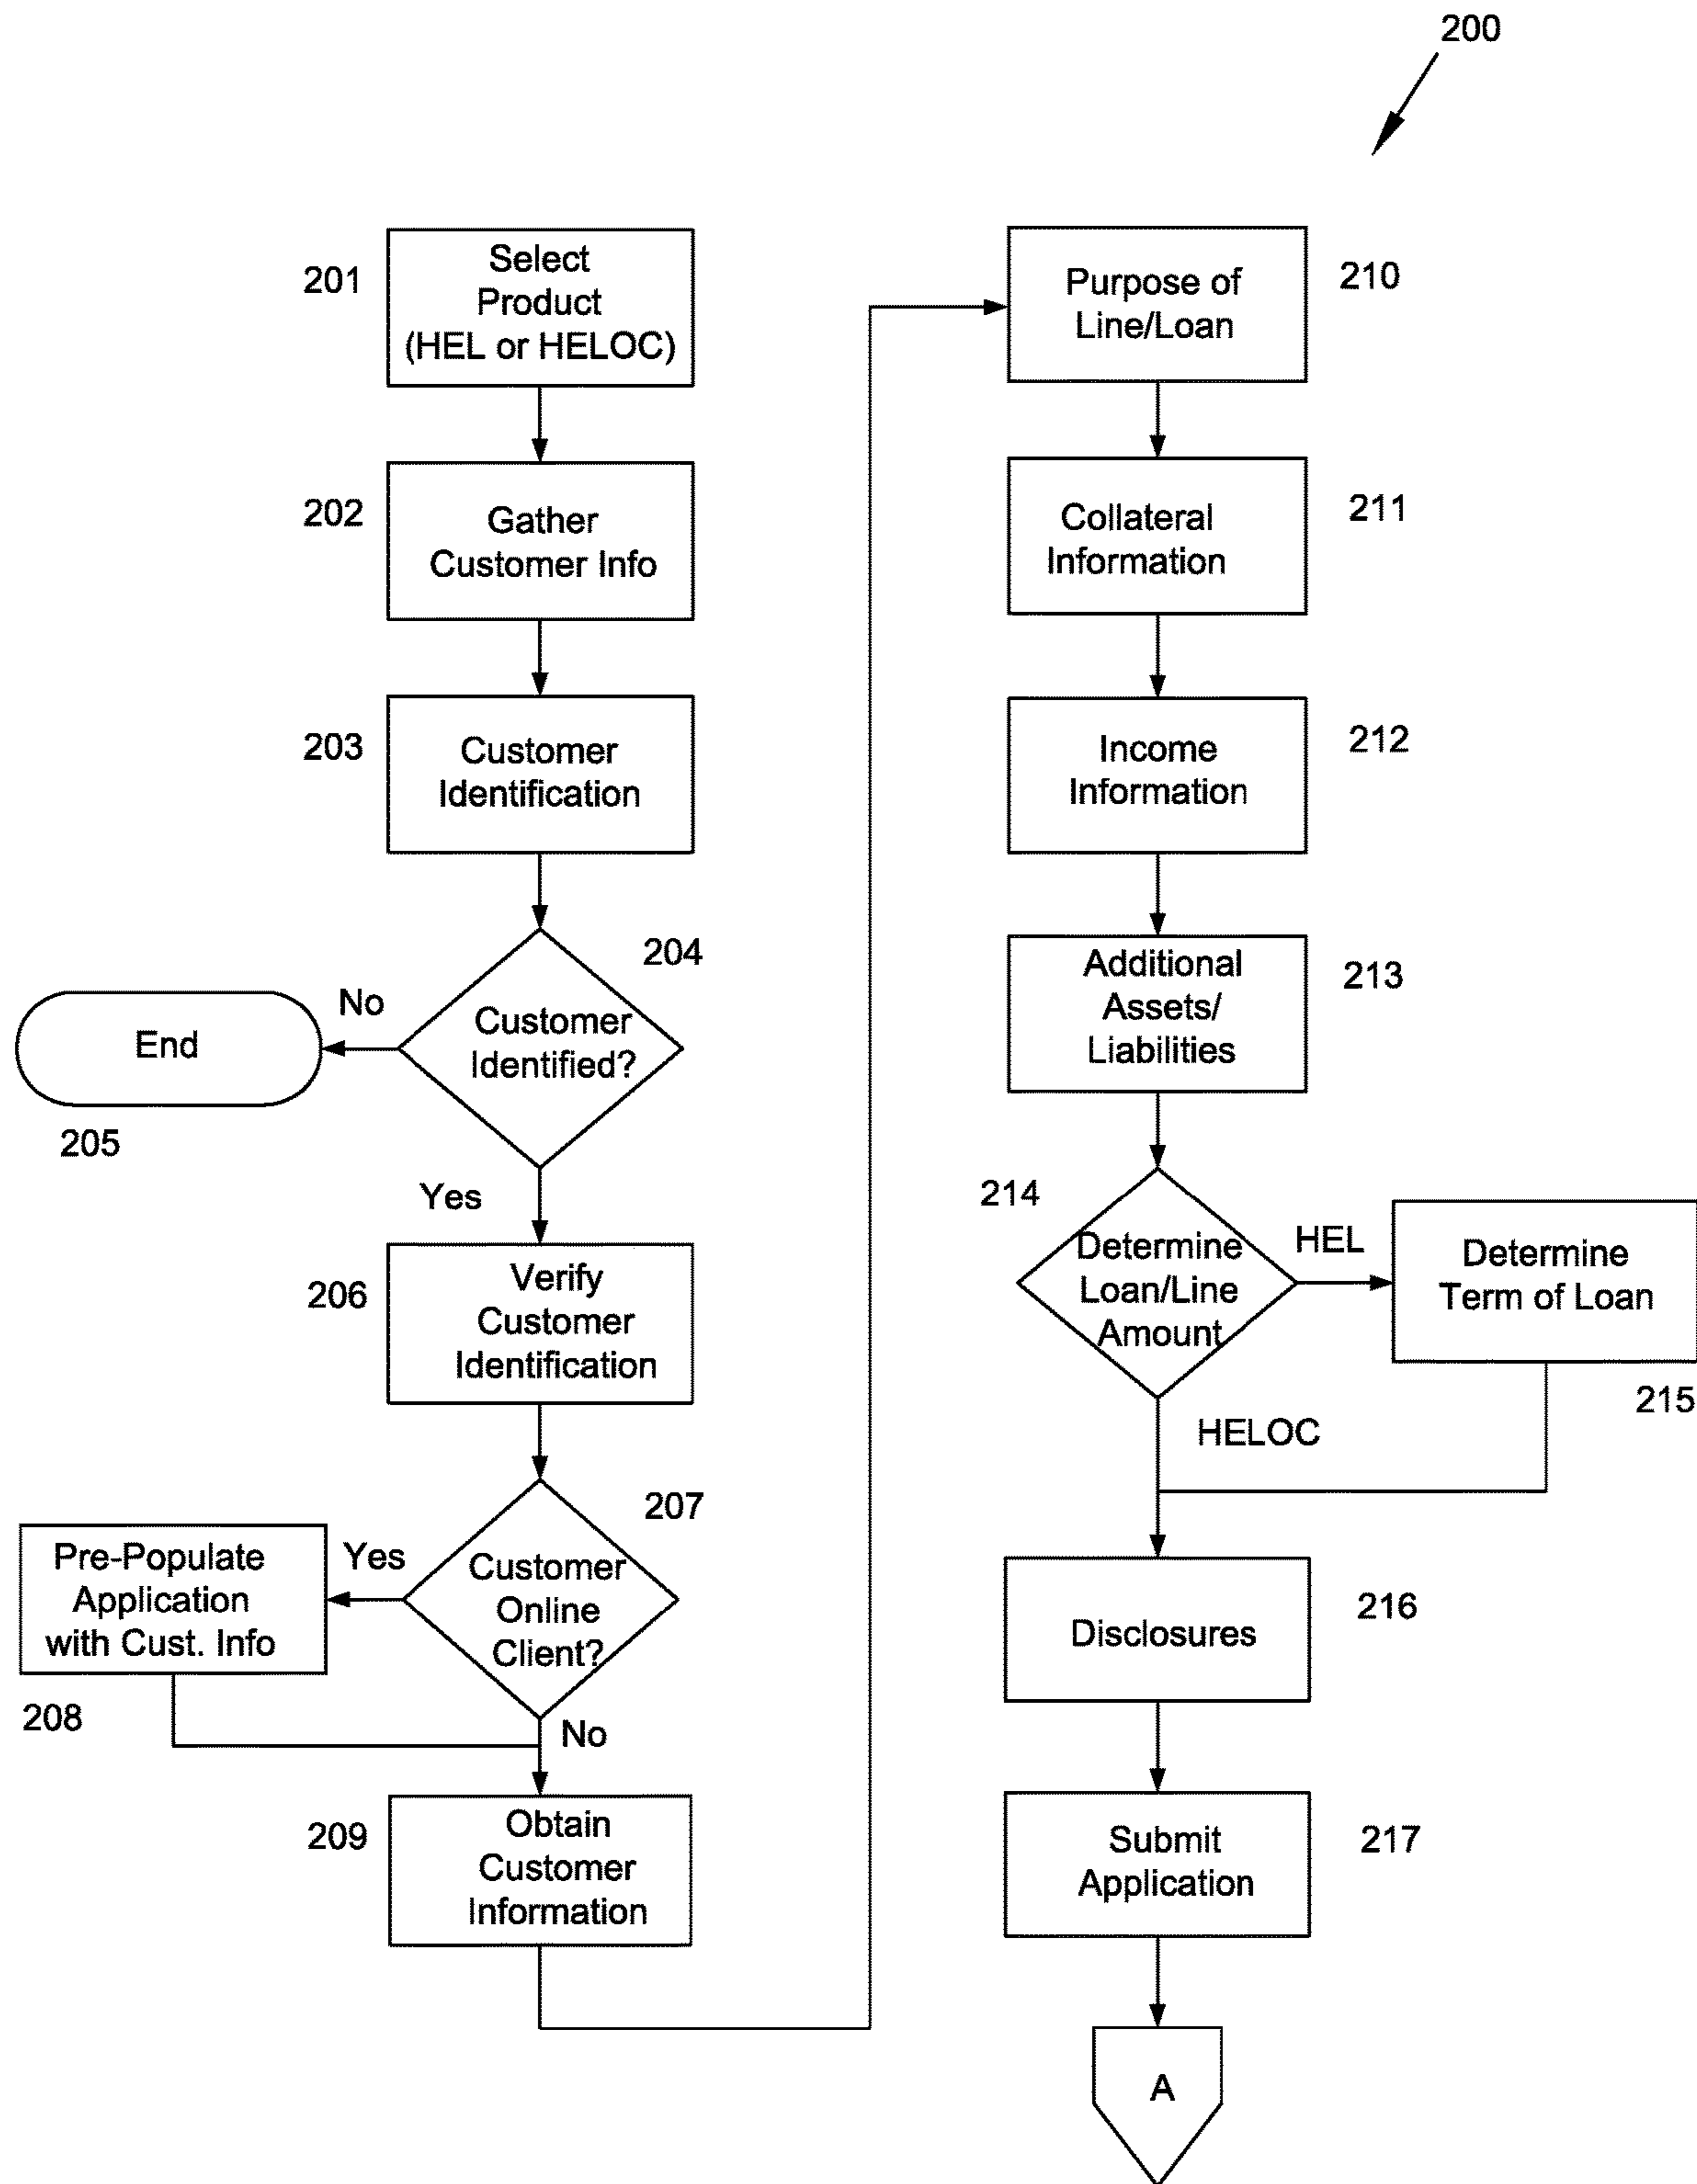 200
201
Select
Product
(HEL or HELOC)
202
Gather
Customer Info
203
Customer
Identification
204
Customer
Identified?
No
End
205
Yes
206
Verify
Customer
Identification
207
Customer
Online
Client?
Yes
Pre-Populate
Application
with Cust. Info
208
No
209
Obtain
Customer
Information
Purpose of
Line/Loan
210
Collateral
Information
211
Income
Information
212
Additional
Assets/
Liabilities
213
214
Determine
Loan/Line
Amount
HEL
Determine
Term of Loan
215
HELOC
Disclosures
216
Submit
Application
217
A